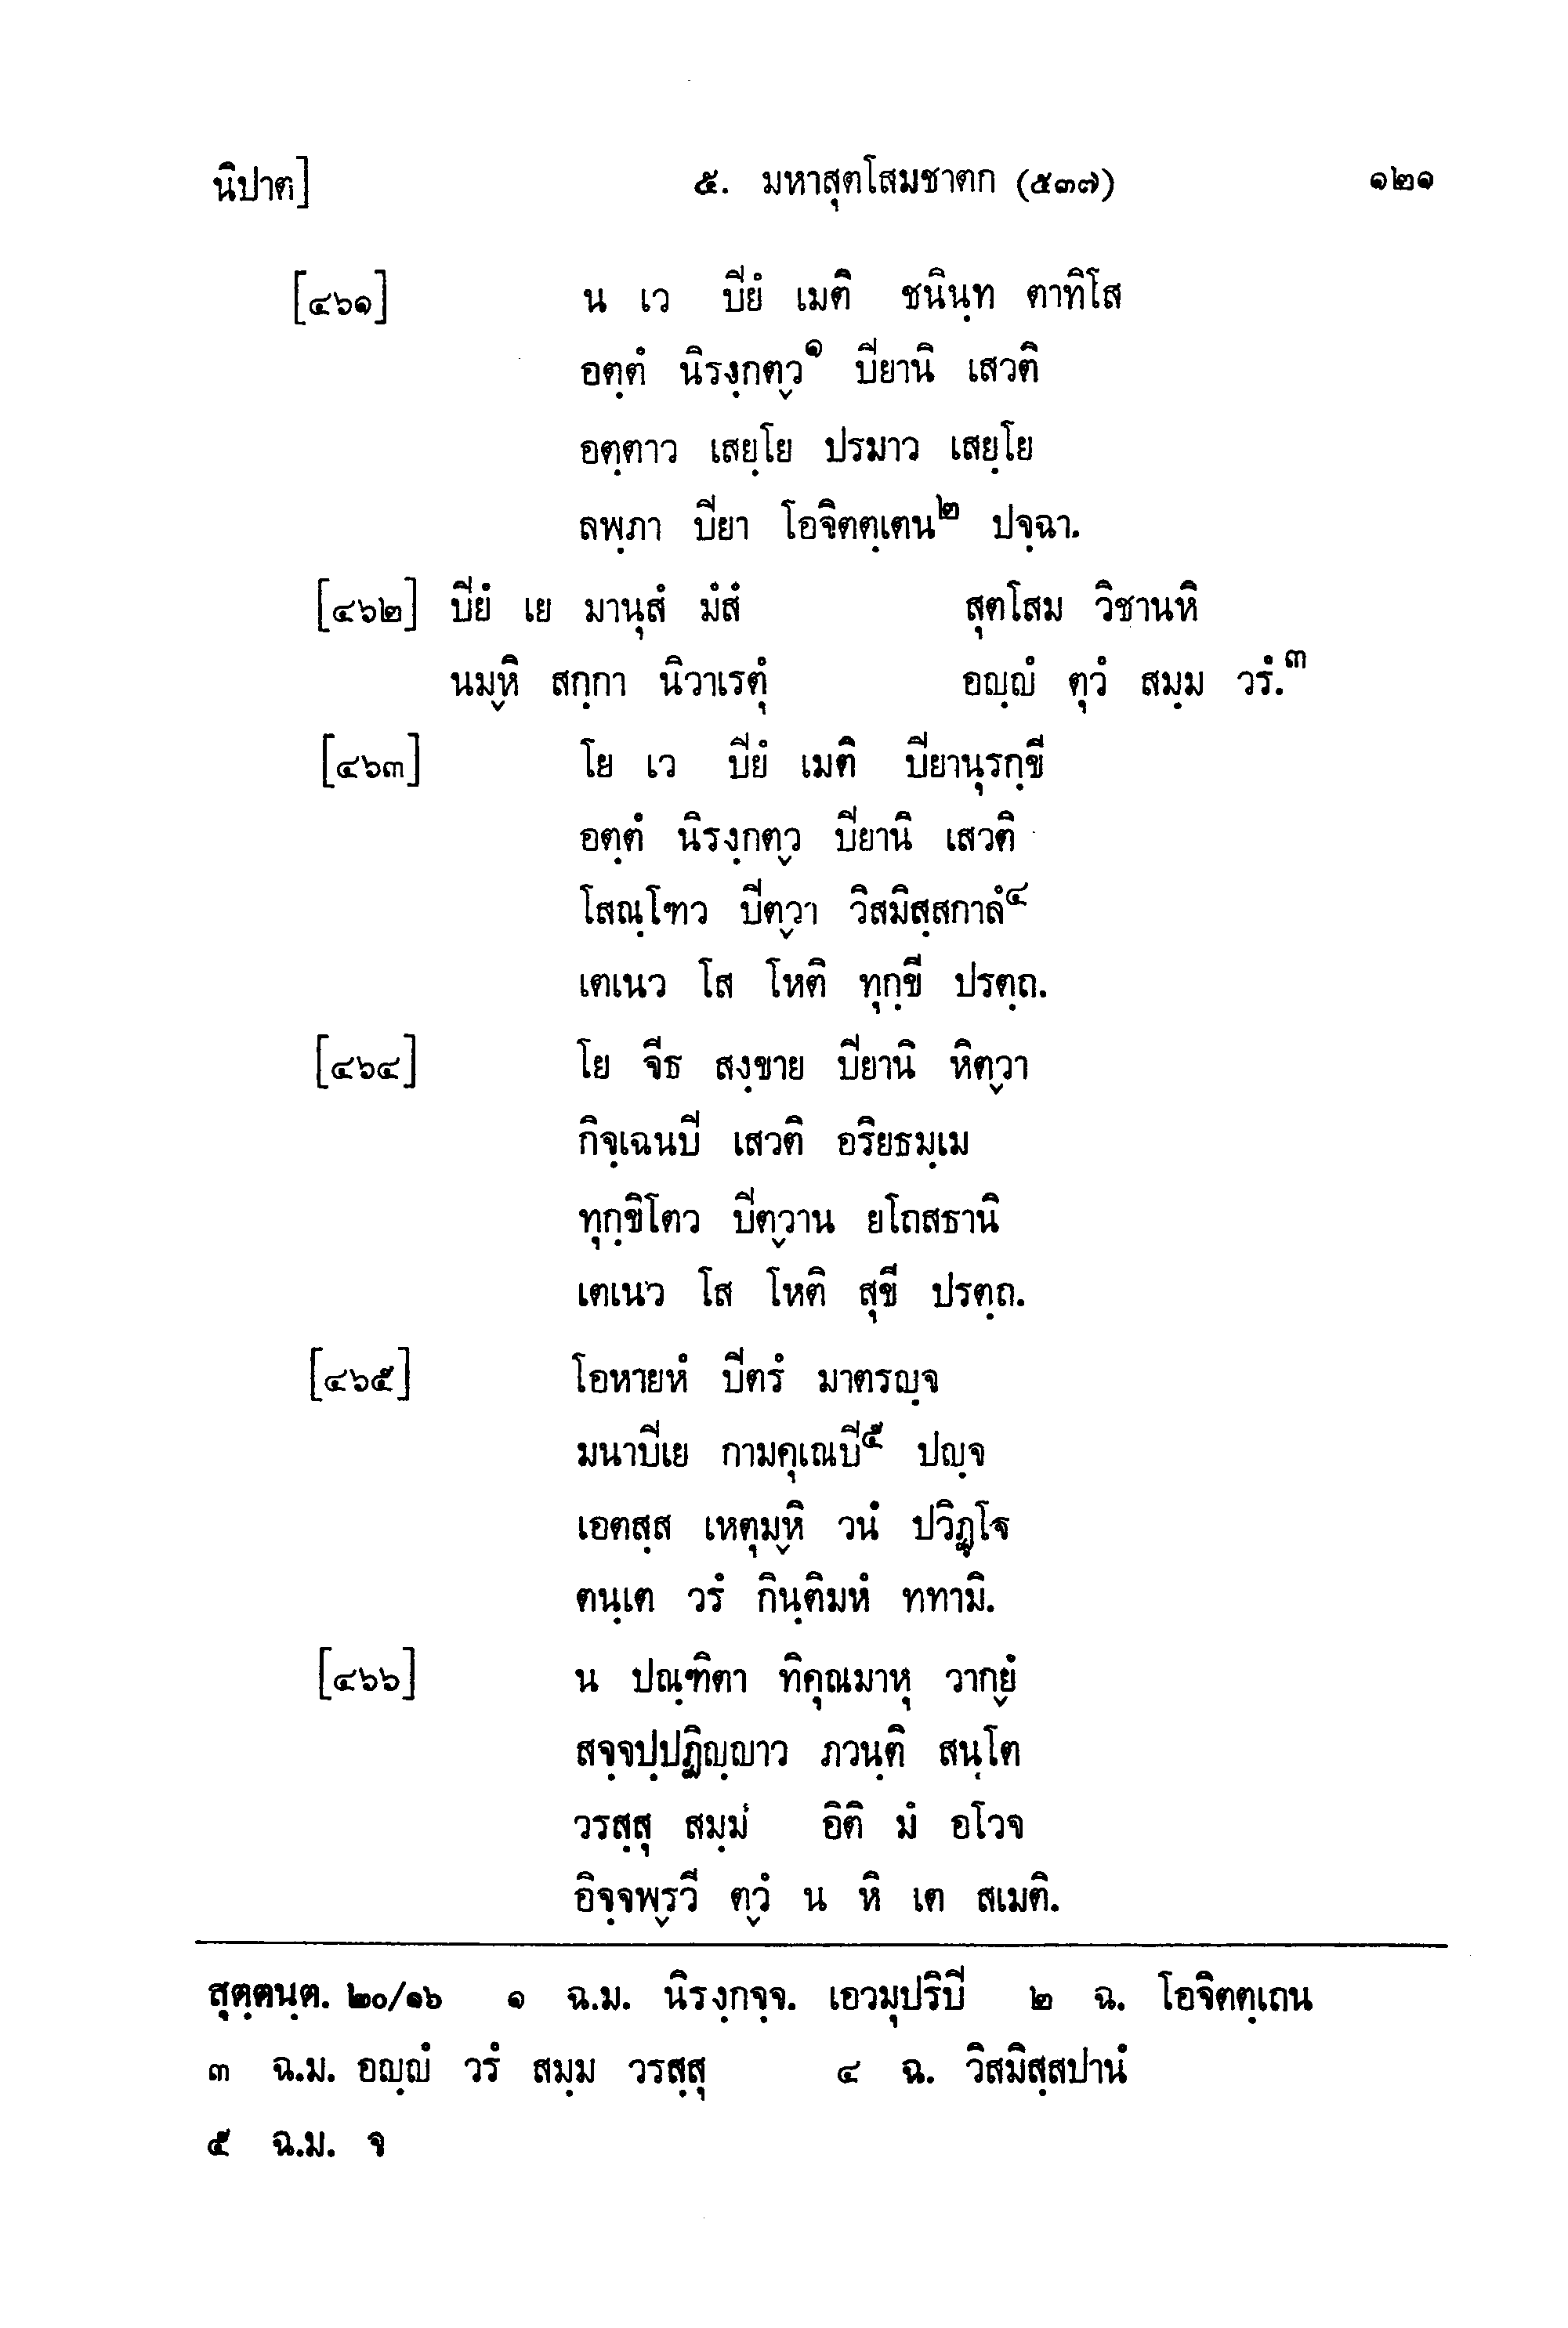 นิปาต] ๕. มหาสุตโสมชาตก (๕๓๗) ๑๒๑
[๔๖๑] น เว ปิยํ เมติ ชนินฺท ตาทิโส
อตฺตํ นิรงฺกตฺว๑ ปิยานิ เสวติ
อตฺตาว เสยฺโย ปรมาว เสยฺโย
ลพฺภา ปิยา โอจิตตฺเตน๒ ปจฺฉา.
[๔๖๒] ปิยํ เย มานุสํ มํสํ สุตโสม วิชานหิ
นมฺหิ สกฺกา นิวาเรตุํ อญฺญํ ตุวํ สมฺม วรํ.๓
[๔๖๓] โย เว ปิยํ เมติ ปิยานุรกฺขี
อตฺตํ นิรงฺกตฺว ปิยานิ เสวติ
โสณฺโฑว ปีตฺวา วิสมิสฺสกาลํ๔
เตเนว โส โหติ ทุกฺขี ปรตฺถ.
[๔๖๔] โย จีธ สงฺขาย ปิยานิ หิตฺวา
กิจฺเฉนปิ เสวติ อริยธมฺเม
ทุกฺขิโตว ปีตฺวาน ยโถสธานิ
เตเนว โส โหติ สุขี ปรตฺถ.
[๔๖๕] โอหายหํ ปิตรํ มาตรญฺจ
มนาปิเย กามคุเณปิ๕ ปญฺจ
เอตสฺส เหตุมฺหิ วนํ ปวิฏฺโฐ
ตนฺเต วรํ กินฺติมหํ ททามิ.
[๔๖๖] น ปณฺฑิตา ทิคุณมาหุ วากฺยํ
สจฺจปฺปฏิญฺญาว ภวนฺติ สนฺโต
วรสฺสุ สมฺมํ อิติ มํ อโวจ
อิจฺจพฺรวี ตฺวํ น หิ เต สเมติ.
สุตฺตนฺต. ๒๐/๑๖ ๑ ฉ.ม. นิรงฺกจฺจ. เอวมุปริปิ ๒ ฉ. โอจิตตฺเถน
๓ ฉ.ม. อญฺญํ วรํ สมฺม วรสฺสุ ๔ ฉ. วิสมิสฺสปานํ
๕ ฉ.ม. จ